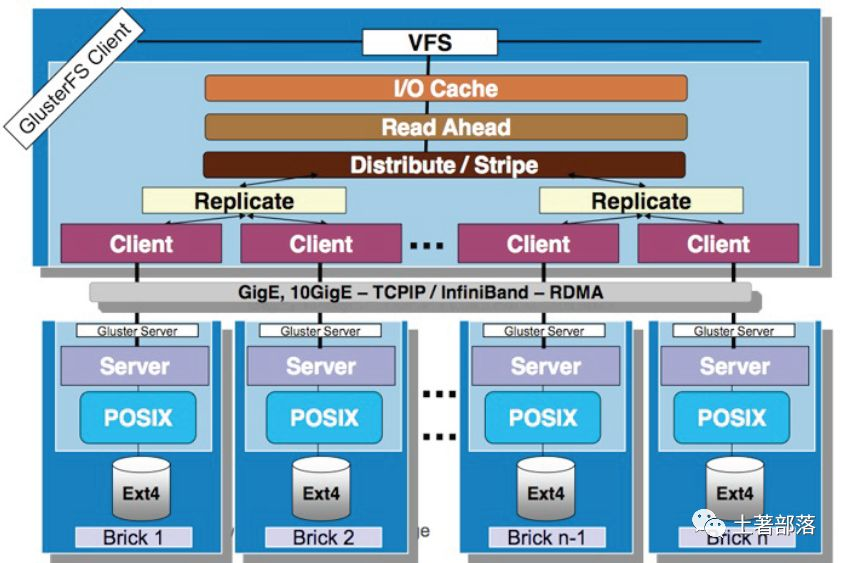 GlusterFS Client
VFS
I/O Cache
Read Ahead
Distribute / Stripe
Replicate
Replicate
Client
Client
...
Client
Client
GigE, 10GigE – TCPIP / InfiniBand – RDMA
Gluster Server
Gluster Server
Gluster Server
Gluster Server
Server
Server
Server
Server
POSIX
POSIX
...
POSIX
POSIX
...
Ext4
Ext4
Ext4
Ext4
Brick 1
Brick 2
Brick n-1
Brick n
土著部落